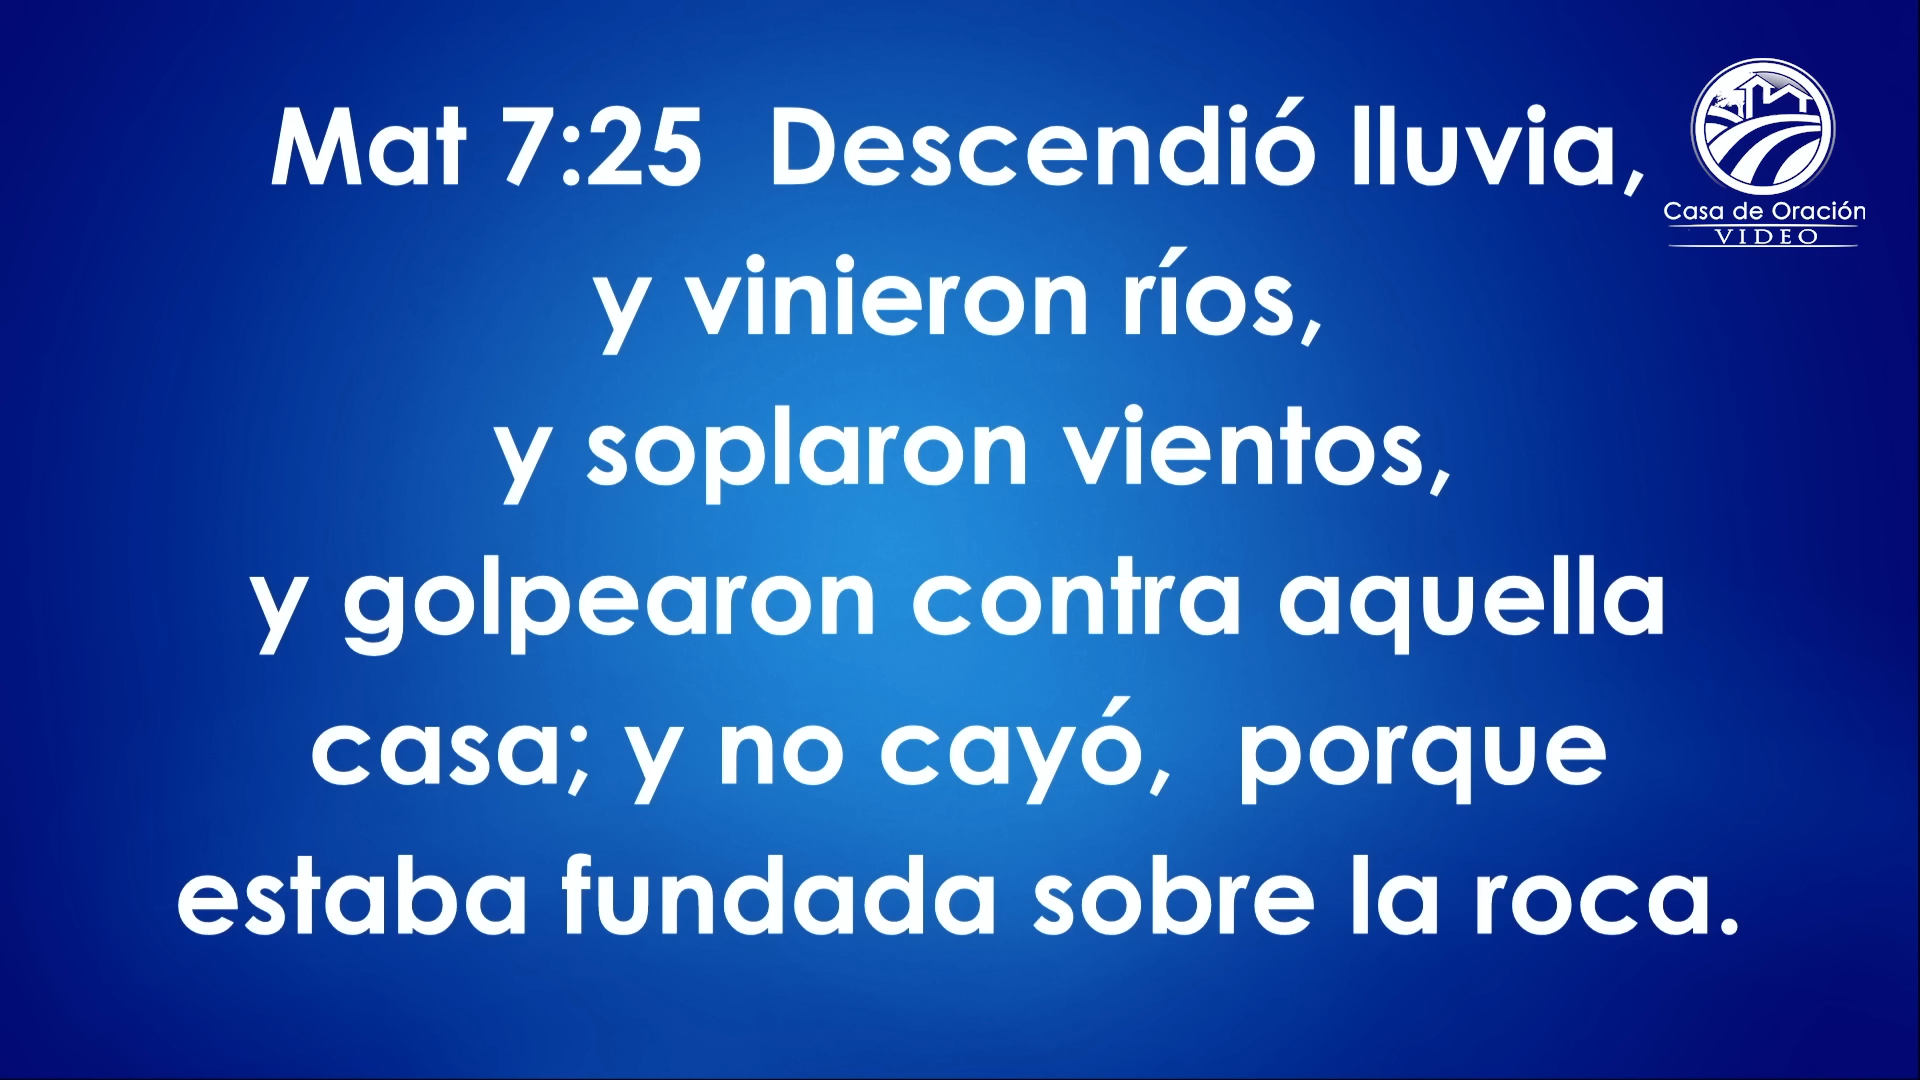 Mat 7:25  Descendió lluvia,
y vinieron ríos,
y soplaron vientos,
y golpearon contra aquella
casa; y no cayó,  porque
estaba fundada sobre la roca.
Casa de Oración
VIDEO